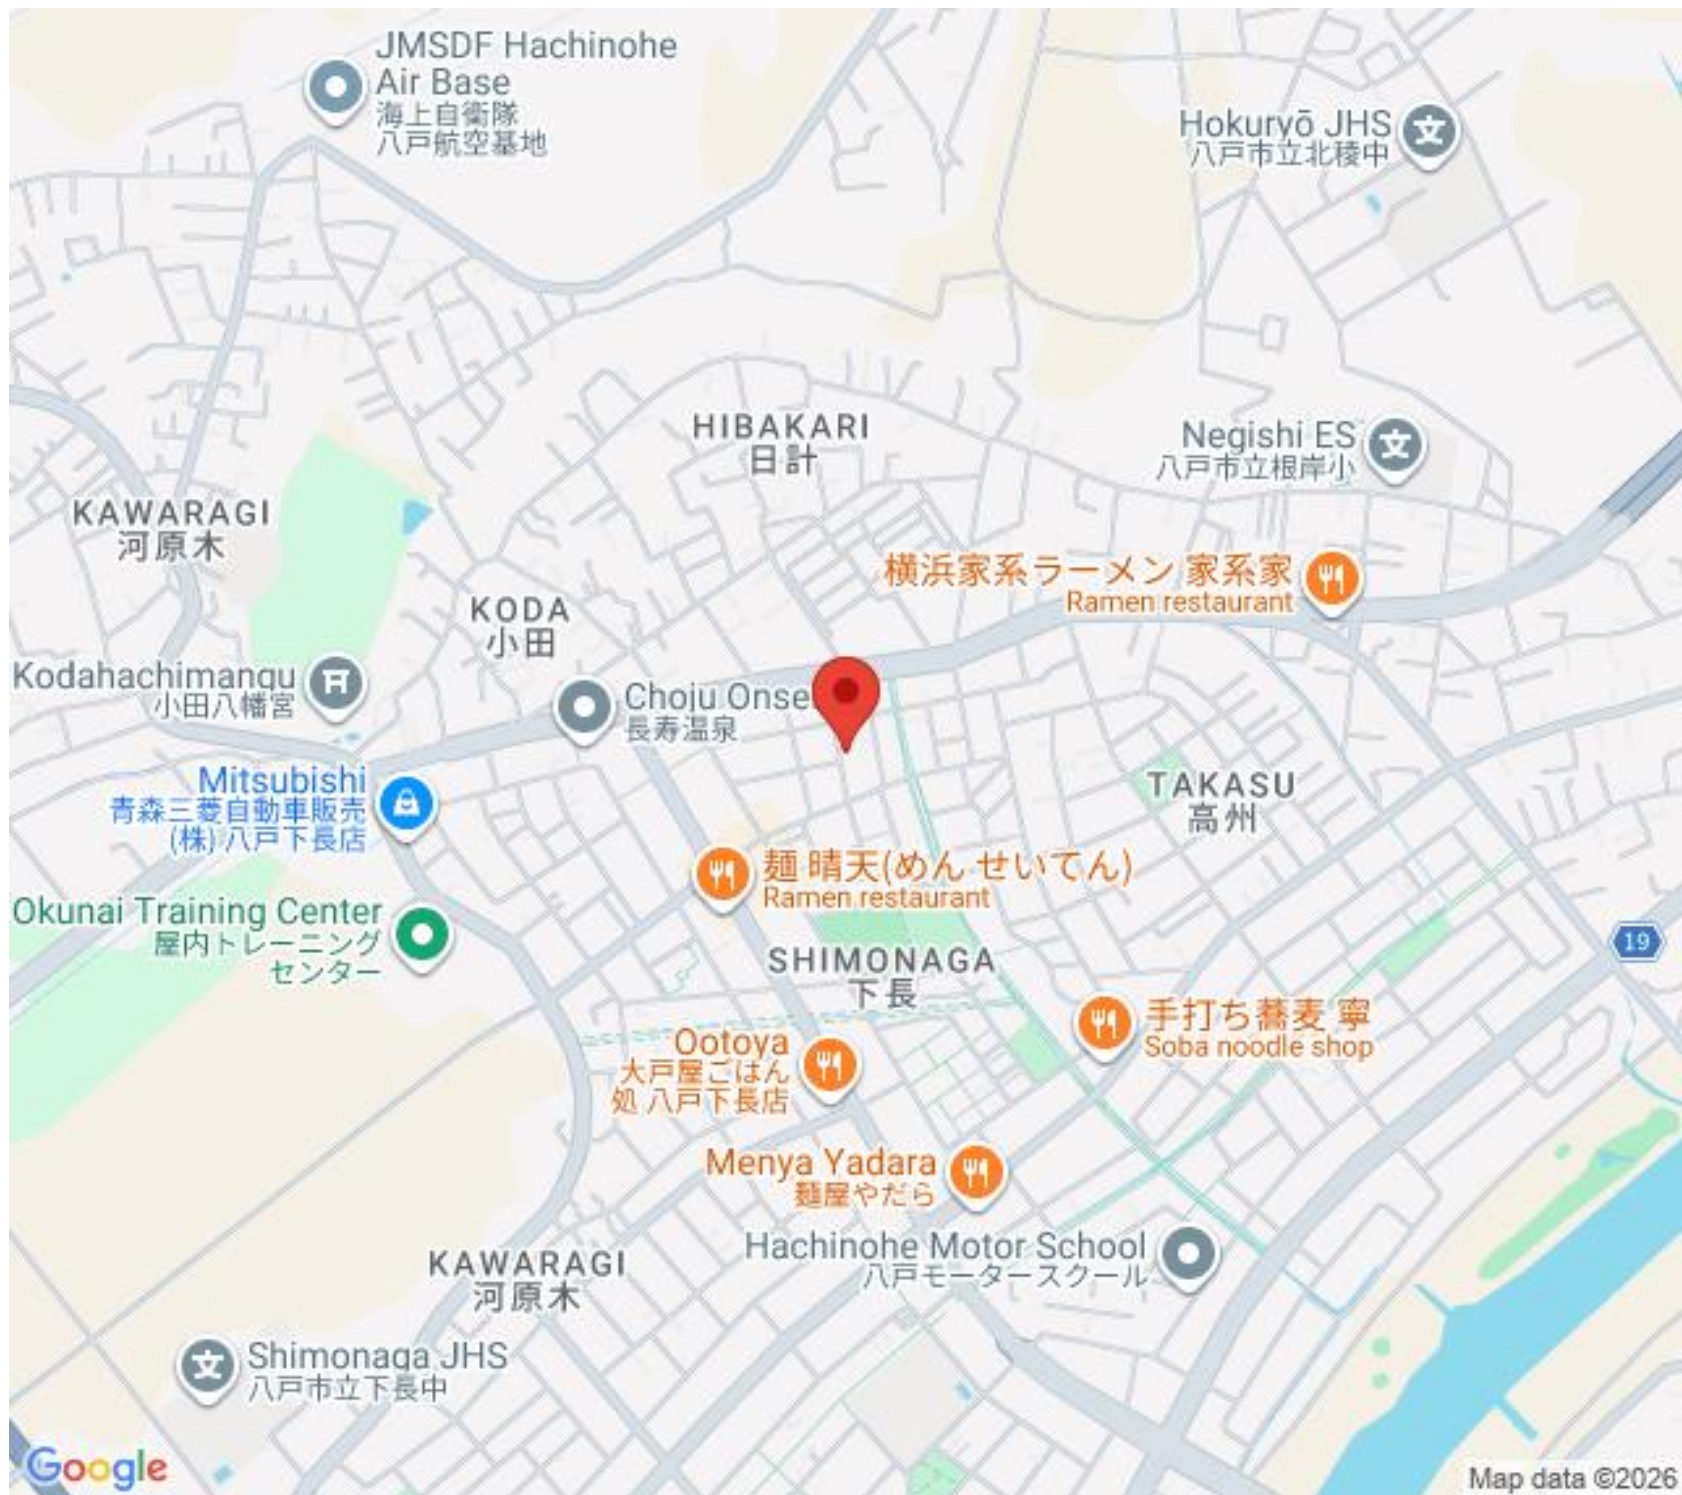 JMSDF Hachinohe
Air Base
海上自衛隊
八戸航空基地
Hokuryō JHS
八戸市立北稜中
HIBAKARI
日計
Negishi ES
八戸市立根岸小
KAWARAGI
河原木
横浜家系ラーメン 家系家
Ramen restaurant
KODA
小田
Kodahachimangu
小田八幡宮
Choju Onse
長寿温泉
Mitsubishi
青森三菱自動車販売
(株) 八戸下長店
TAKASU
高州
麺 晴天(めん せいてん)
Ramen restaurant
Okunai Training Center
屋内トレーニング
センター
SHIMONAGA
下長
19
手打ち蕎麦 寧
Soba noodle shop
Ootoya
大戸屋ごはん
処 八戸下長店
Menya Yadara
麺屋やだら
Hachinohe Motor School
八戸モータースクール
KAWARAGI
河原木
Shimonaga JHS
八戸市立下長中
Google
Map data ©2026